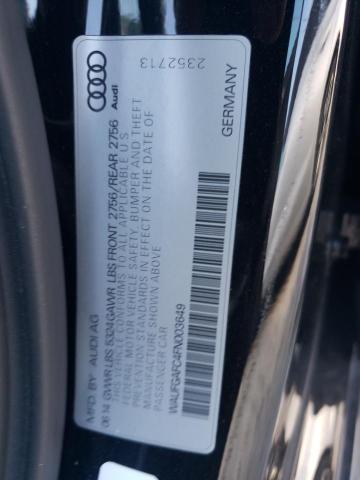 MFD. BY AUDI AG
06.14 GVWR LBS 5324 GAWR LBS FRONT 2756/REAR 2756
THIS VEHICLE CONFORMS TO ALL APPLICABLE U.S
FEDERAL MOTOR VEHICLE SAFETY, BUMPER AND THEFT
PREVENTION STANDARDS IN EFFECT ON THE DATE OF
MANUFACTURE SHOWN ABOVE
PASSENGER CAR
WAUFGAFC4FN003649
GERMANY
Audi
2352713